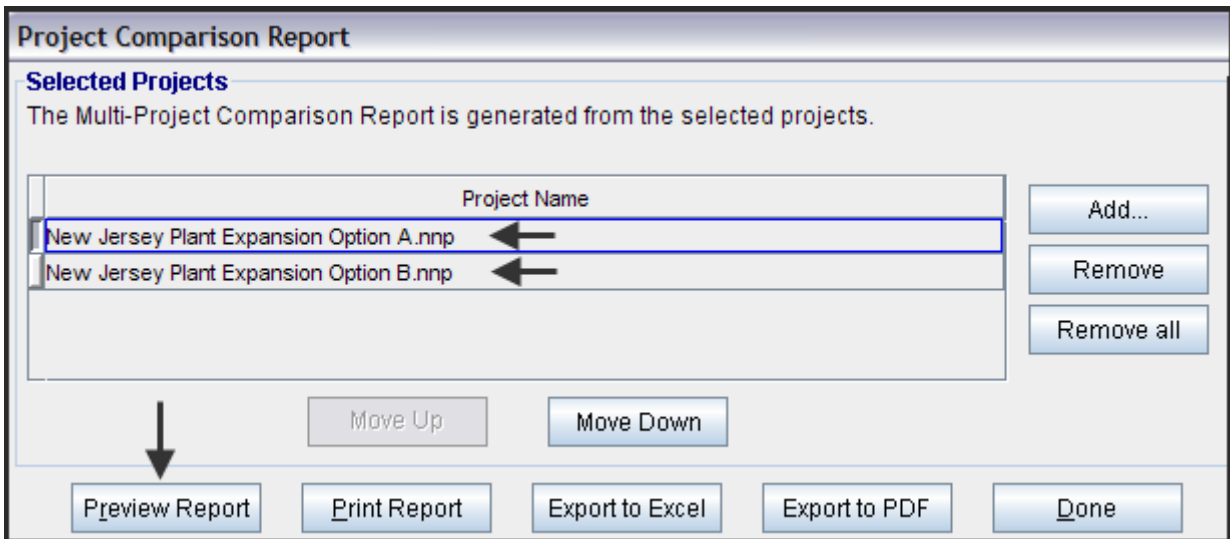 Project Comparison Report
Selected Projects
The Multi-Project Comparison Report is generated from the selected projects.
Project Name
New Jersey Plant Expansion Option A.nnp
New Jersey Plant Expansion Option B.nnp
Add...
Remove
Remove all
Move Up
Move Down
Preview Report
Print Report
Export to Excel
Export to PDF
Done